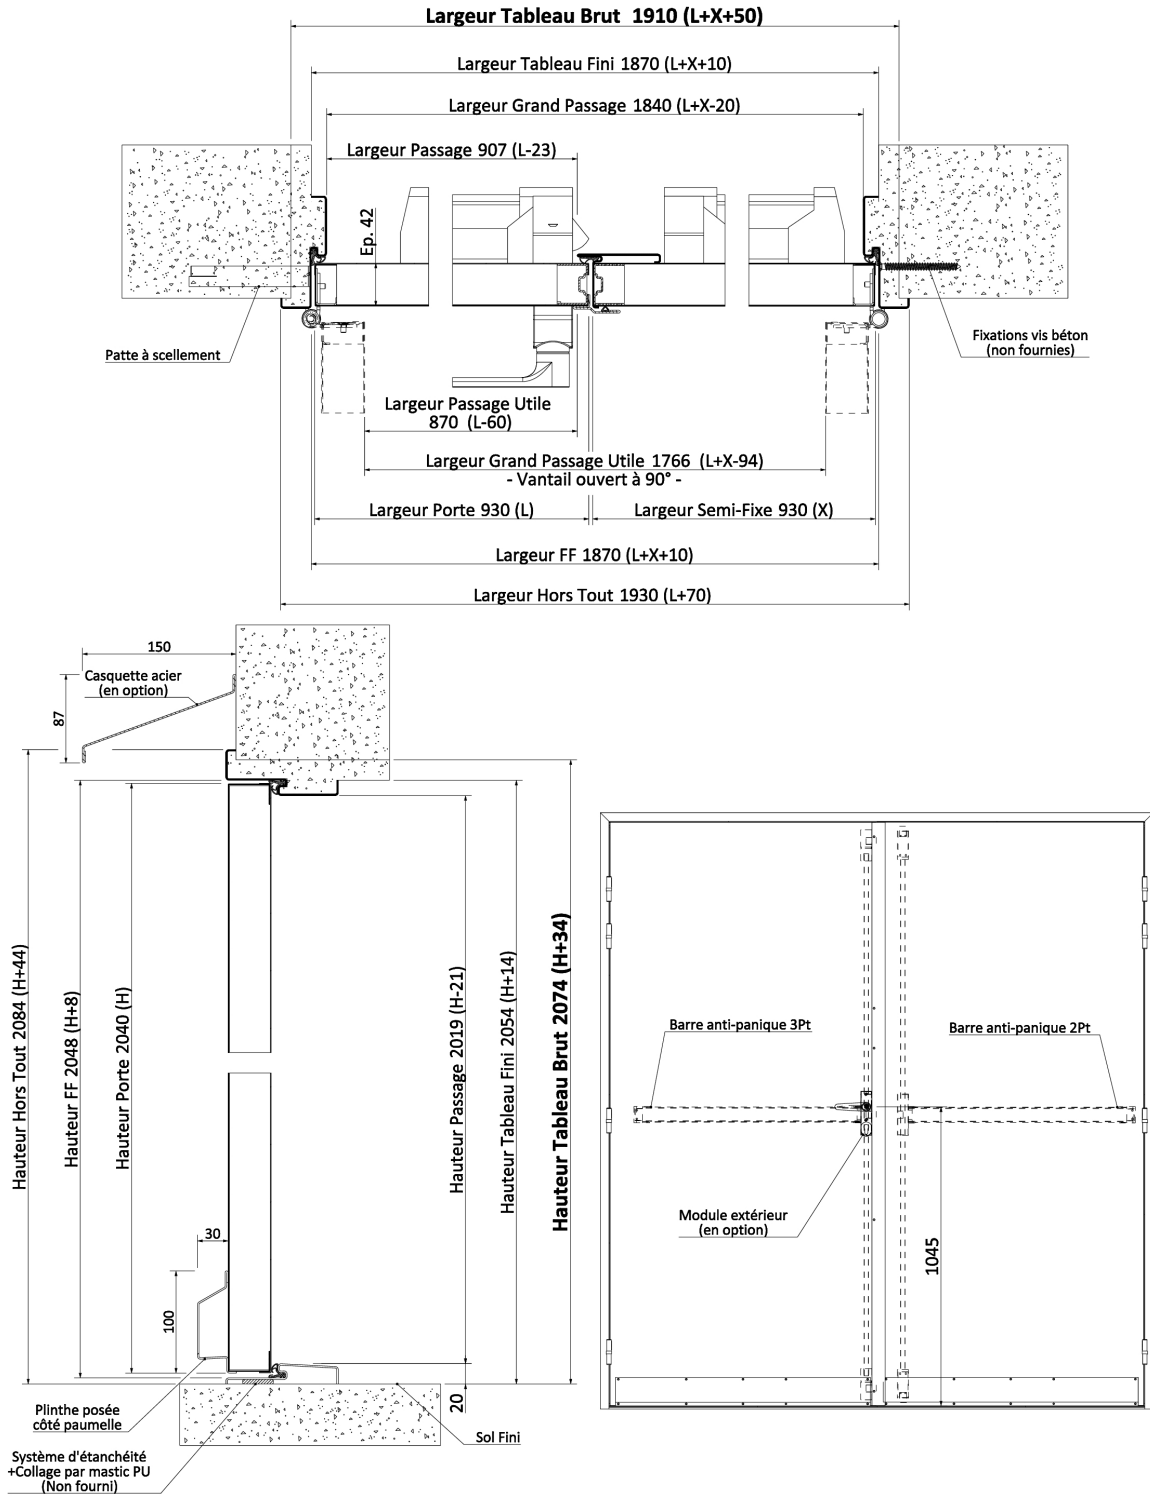 Largeur Tableau Brut 1910 (L+X+50)
Largeur Tableau Fini 1870 (L+X+10)
Largeur Grand Passage 1840 (L+X-20)
Largeur Passage 907 (L-23)
Ep. 42
Patte à scellement
Fixations vis béton
(non fournies)
Largeur Passage Utile
870 (L-60)
Largeur Grand Passage Utile 1766 (L+X-94)
- Vantail ouvert à 90° -
Largeur Porte 930 (L)
Largeur Semi-Fixe 930 (X)
Largeur FF 1870 (L+X+10)
Largeur Hors Tout 1930 (L+70)
150
Casquette acier
(en option)
87
Hauteur Hors Tout 2084 (H+44)
Hauteur FF 2048 (H+8)
Hauteur Porte 2040 (H)
Hauteur Passage 2019 (H-21)
Hauteur Tableau Fini 2054 (H+14)
Hauteur Tableau Brut 2074 (H+34)
30
100
20
Plinthe posée
côté paumelle
Sol Fini
Système d'étanchéité
+Collage par mastic PU
(Non fourni)
Barre anti-panique 3Pt
Barre anti-panique 2Pt
Module extérieur
(en option)
1045